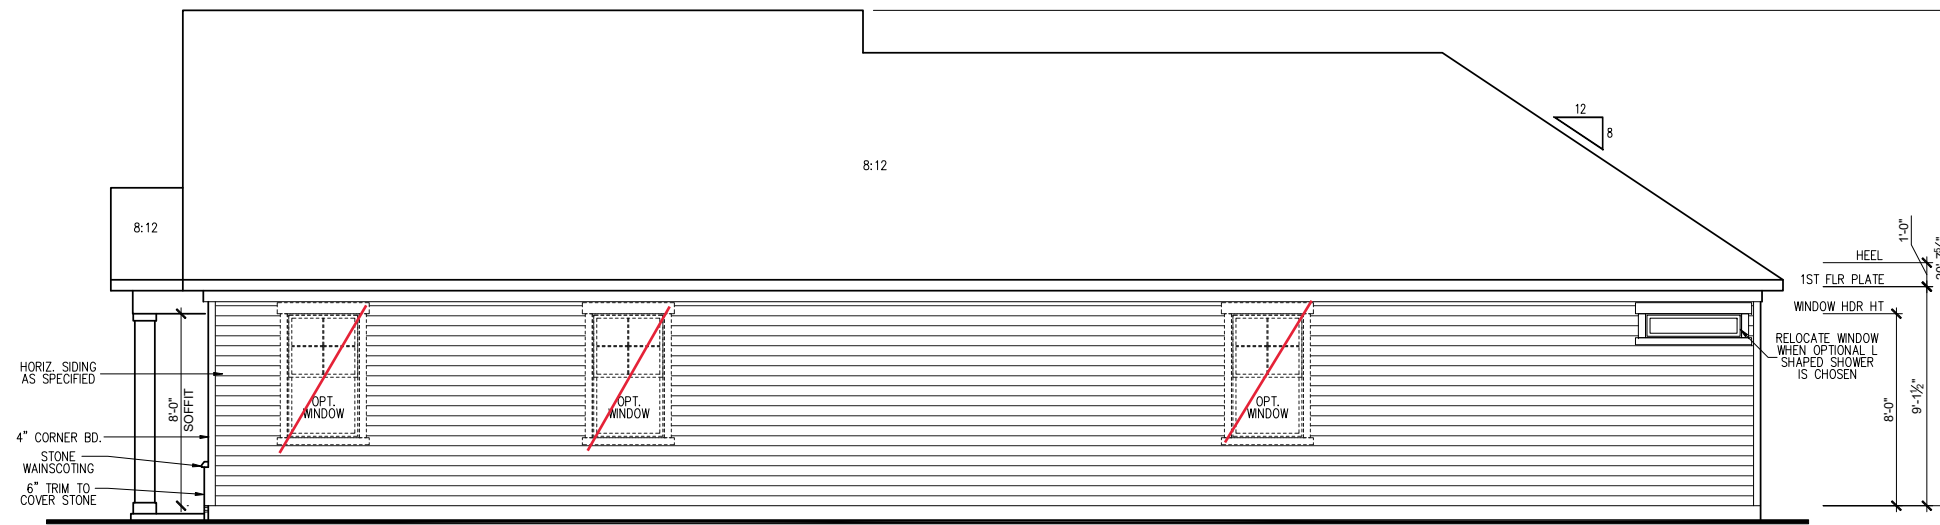 12
8
8:12
8:12
1'-0"
HEEL
1ST FLR PLATE
WINDOW HDR HT
RELOCATE WINDOW
WHEN OPTIONAL L
SHAPED SHOWER
IS CHOSEN
8'-0"
9'-1½"
HORIZ. SIDING
AS SPECIFIED
8'-0"
SOFFIT
OPT.
WINDOW
OPT.
WINDOW
OPT.
WINDOW
4" CORNER BD.
STONE
WAINSCOTING
6" TRIM TO
COVER STONE